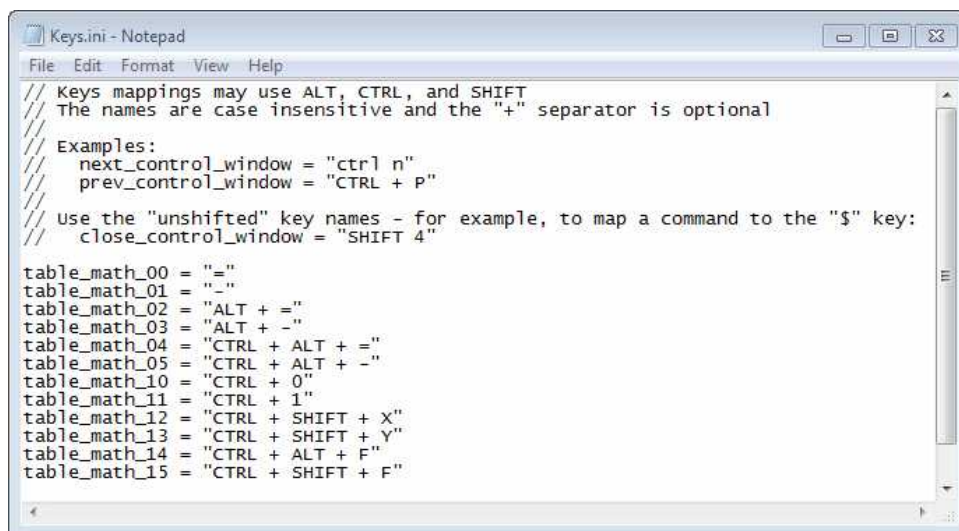 Keys.ini - Notepad
File Edit Format View Help
// Keys mappings may use ALT, CTRL, and SHIFT
// The names are case insensitive and the "+" separator is optional
//
// Examples:
//   next_control_window = "ctrl n"
//   prev_control_window = "CTRL + P"
//
// Use the "unshifted" key names - for example, to map a command to the "$" key:
//   close_control_window = "SHIFT 4"
table_math_00 = "="
table_math_01 = "-"
table_math_02 = "ALT + ="
table_math_03 = "ALT + -"
table_math_04 = "CTRL + ALT + ="
table_math_05 = "CTRL + ALT + -"
table_math_10 = "CTRL + 0"
table_math_11 = "CTRL + 1"
table_math_12 = "CTRL + SHIFT + X"
table_math_13 = "CTRL + SHIFT + Y"
table_math_14 = "CTRL + ALT + F"
table_math_15 = "CTRL + SHIFT + F"